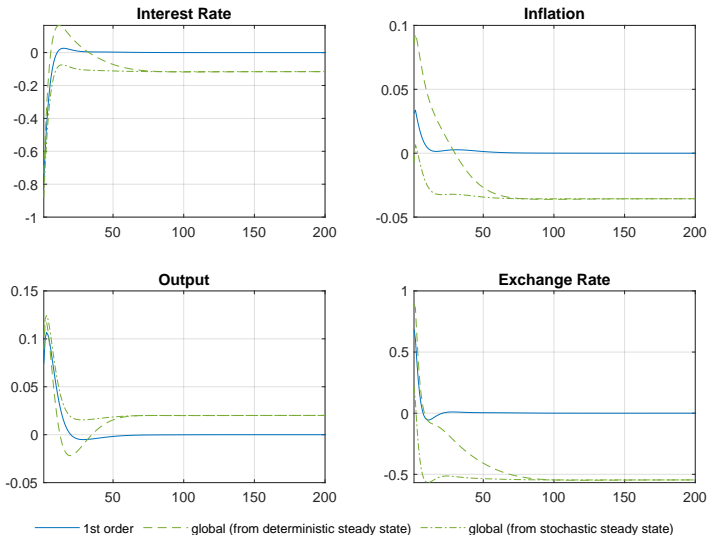 Interest Rate
0
-0.2
-0.4
-0.6
-0.8
-1
50 100 150 200
Inflation
0.1
0.05
0
-0.05
50 100 150 200
Output
0.15
0.1
0.05
0
-0.05
50 100 150 200
Exchange Rate
1
0.5
0
-0.5
50 100 150 200
1st order global (from deterministic steady state) global (from stochastic steady state)